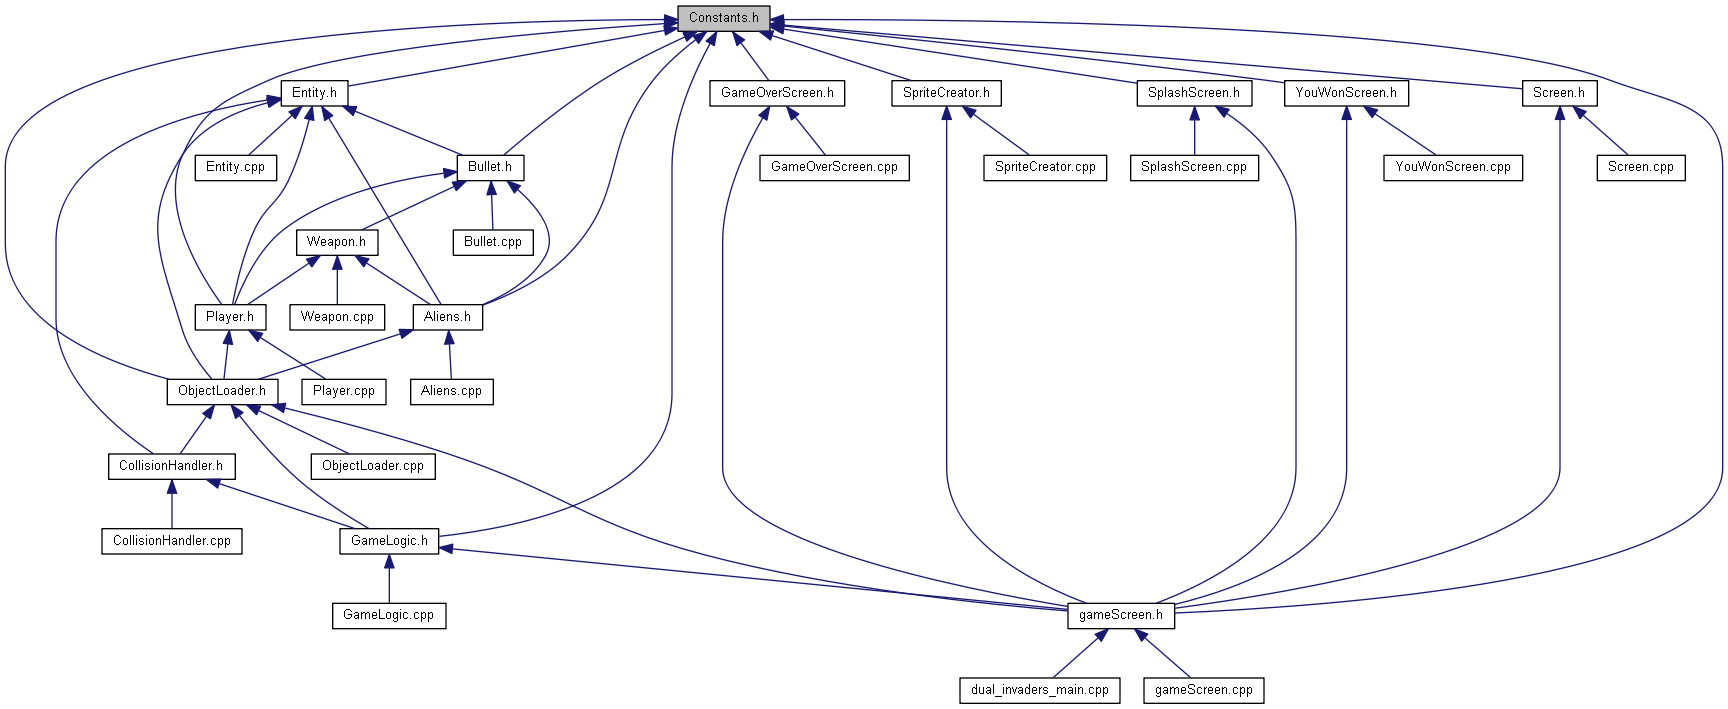 Constants.h
Entity.h
GameOverScreen.h
SpriteCreator.h
SplashScreen.h
YouWonScreen.h
Screen.h
Entity.cpp
Bullet.h
GameOverScreen.cpp
SpriteCreator.cpp
SplashScreen.cpp
YouWonScreen.cpp
Screen.cpp
Weapon.h
Bullet.cpp
Player.h
Weapon.cpp
Aliens.h
ObjectLoader.h
Player.cpp
Aliens.cpp
CollisionHandler.h
ObjectLoader.cpp
CollisionHandler.cpp
GameLogic.h
GameLogic.cpp
gameScreen.h
dual_invaders_main.cpp
gameScreen.cpp